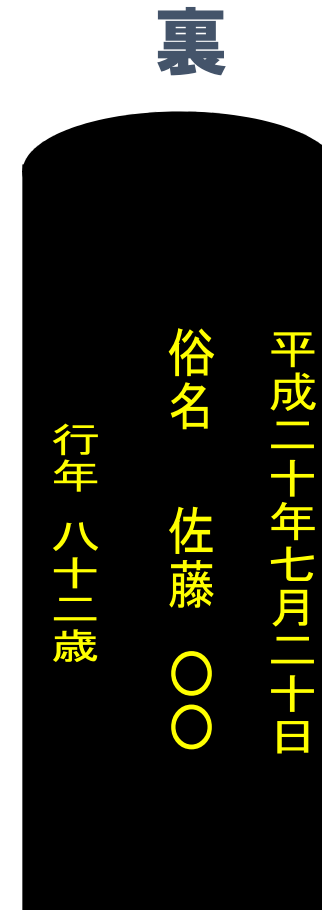 裏
平成二十年七月二十日
俗名　佐藤　〇〇
行年 八十二歳